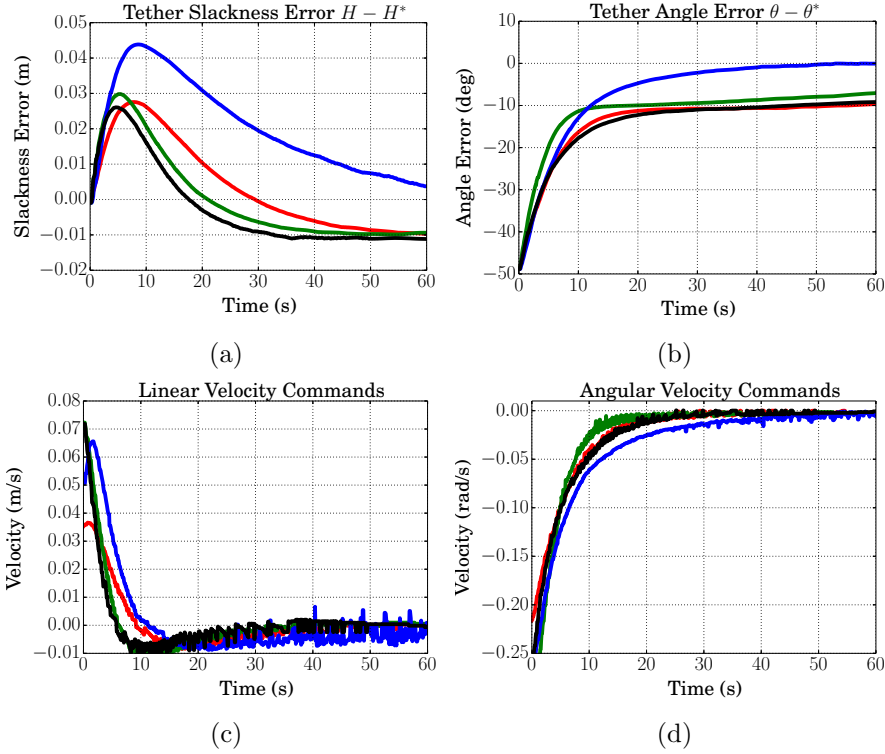 Tether Slackness Error H − H*
Slackness Error (m)
0.05
0.04
0.03
0.02
0.01
0.00
−0.01
−0.02
0 10 20 30 40 50 60
Time (s)
(a)
Tether Angle Error θ − θ*
Angle Error (deg)
0
−10
−20
−30
−40
−50
0 10 20 30 40 50 60
Time (s)
(b)
Linear Velocity Commands
Velocity (m/s)
0.08
0.07
0.06
0.05
0.04
0.03
0.02
0.01
0.00
−0.01
0 10 20 30 40 50 60
Time (s)
(c)
Angular Velocity Commands
Velocity (rad/s)
0.00
−0.05
−0.10
−0.15
−0.20
−0.25
0 10 20 30 40 50 60
Time (s)
(d)